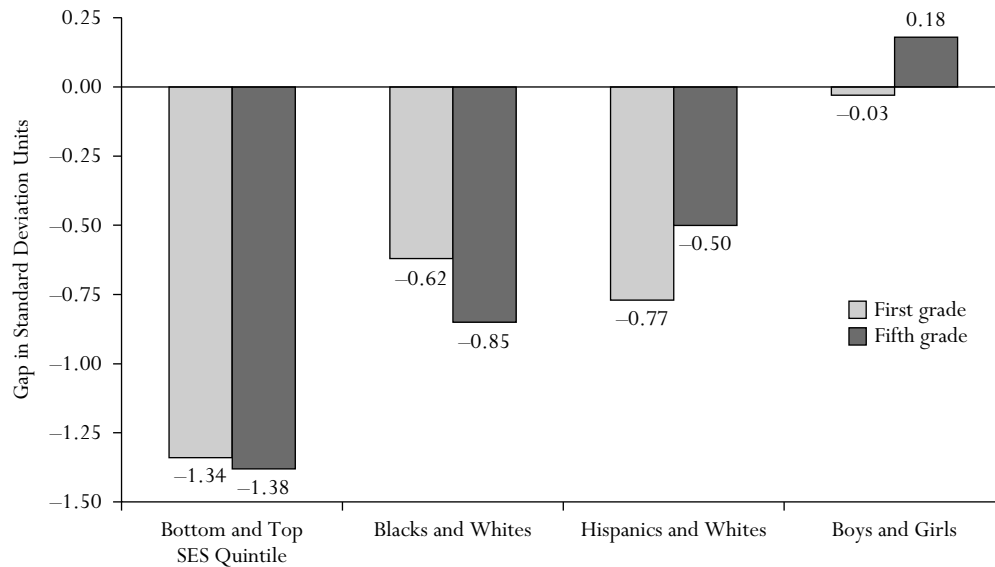 0.25
0.00
−0.25
−0.50
−0.75
−1.00
−1.25
−1.50
Gap in Standard Deviation Units
−1.34
−1.38
−0.62
−0.85
−0.77
−0.50
−0.03
0.18
First grade
Fifth grade
Bottom and Top
SES Quintile
Blacks and Whites
Hispanics and Whites
Boys and Girls